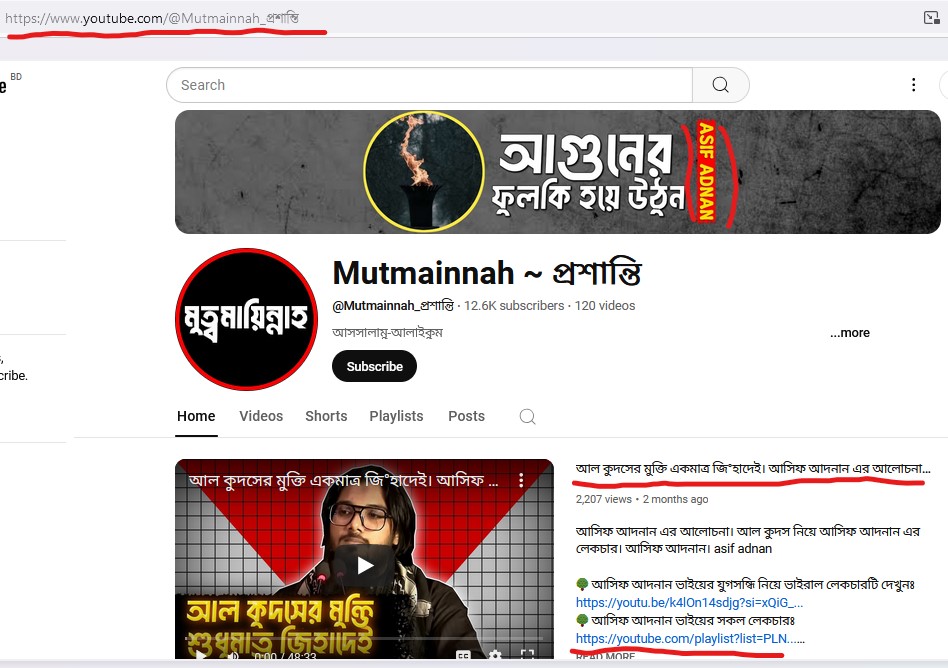 https://www.youtube.com/@Mutmainnah_প্রশান্তি
e BD
Search
আগুনের
ফুলকি হয়ে উঠুন
ASIF ADNAN
মুত্বমায়িন্নাহ
Mutmainnah ~ প্রশান্তি
@Mutmainnah_প্রশান্তি · 12.6K subscribers · 120 videos
আসসালামু-আলাইকুম
...more
Subscribe
,
cribe.
Home Videos Shorts Playlists Posts
আল কুদসের মুক্তি একমাত্র জি°হাদেই। আসিফ ...
আল কুদসের মুক্তি
শুধুমাত্র জিহাদেই
0:00 / 48:33
আল কুদসের মুক্তি একমাত্র জি°হাদেই। আসিফ আদনান এর আলোচনা...
2,207 views • 2 months ago
আসিফ আদনান এর আলোচনা। আল কুদস নিয়ে আসিফ আদনান এর
লেকচার। আসিফ আদনান। asif adnan
🌳 আসিফ আদনান ভাইয়ের যুগসন্ধি নিয়ে ভাইরাল লেকচারটি দেখুনঃ
https://youtu.be/k4lOn14sdjg?si=xQiG_...
🌳 আসিফ আদনান ভাইয়ের সকল লেকচারঃ
https://youtube.com/playlist?list=PLN......
READ MORE